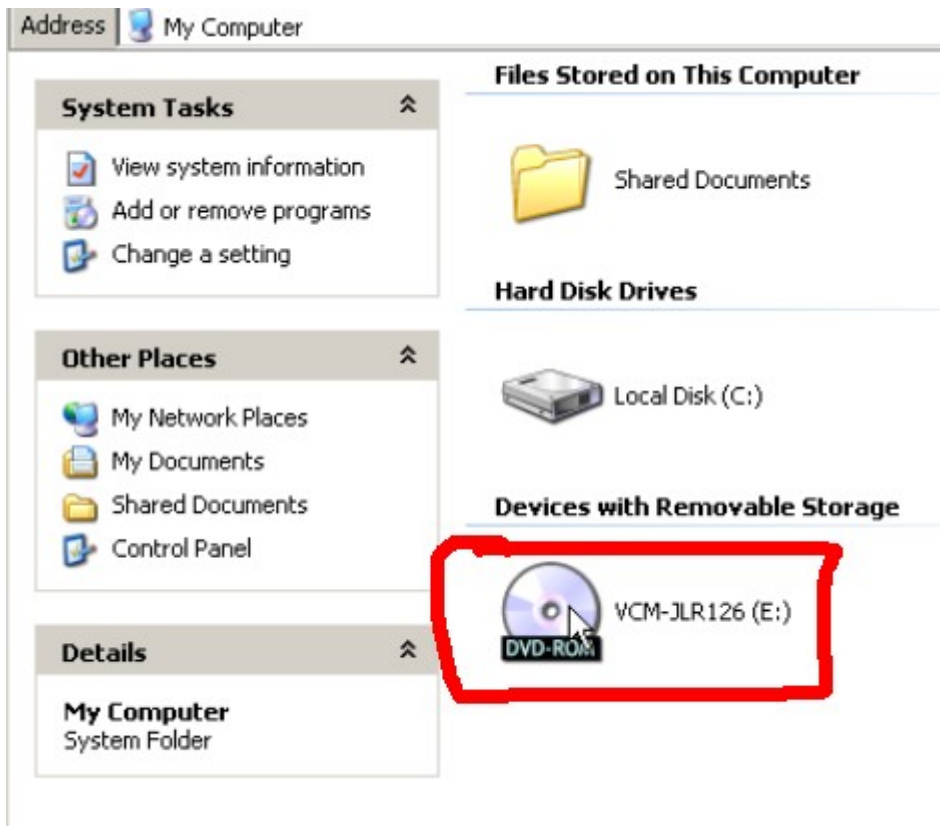 Address My Computer
System Tasks
View system information
Add or remove programs
Change a setting
Other Places
My Network Places
My Documents
Shared Documents
Control Panel
Details
My Computer
System Folder
Files Stored on This Computer
Shared Documents
Hard Disk Drives
Local Disk (C:)
Devices with Removable Storage
DVD-ROM
VCM-JLR126 (E:)